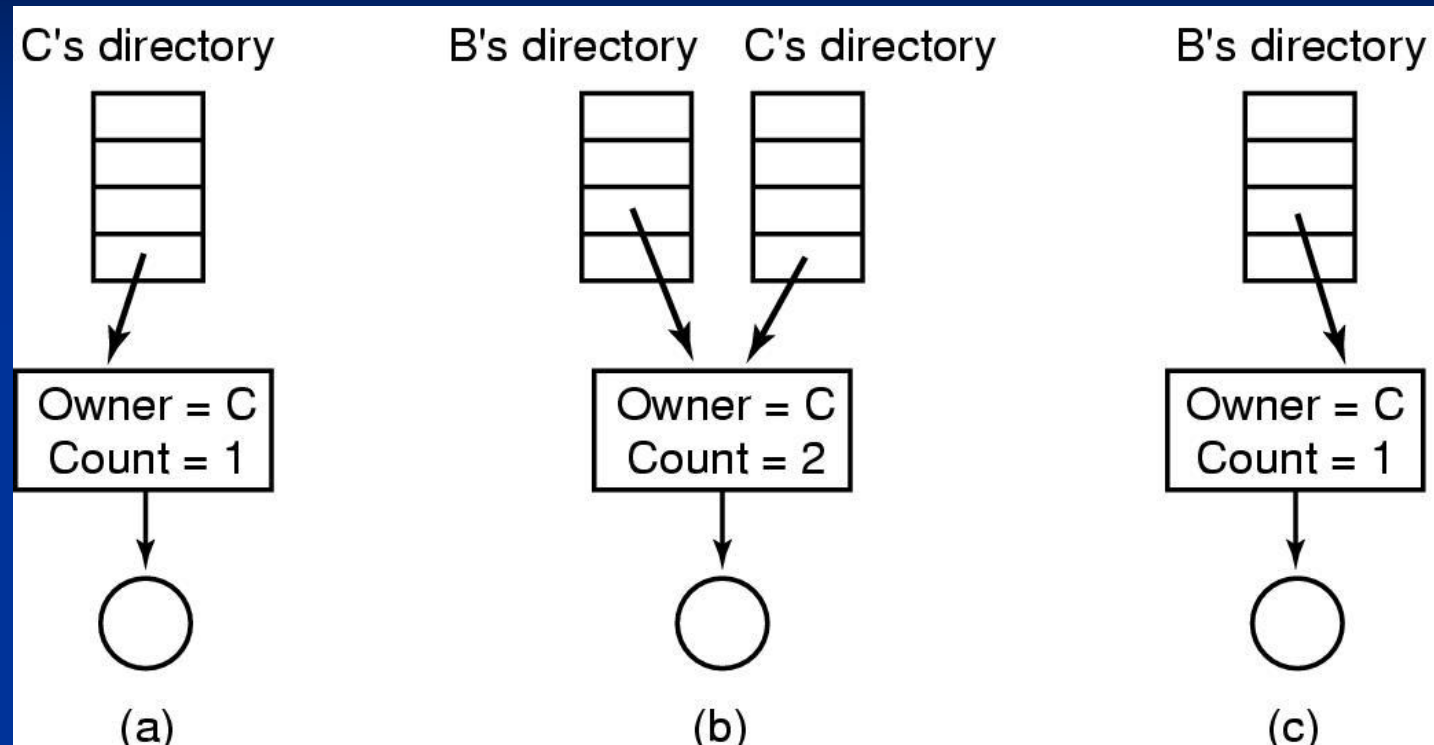 C's directory
B's directory
C's directory
B's directory
Owner = C
Count = 1
Owner = C
Count = 2
Owner = C
Count = 1
(a)
(b)
(c)